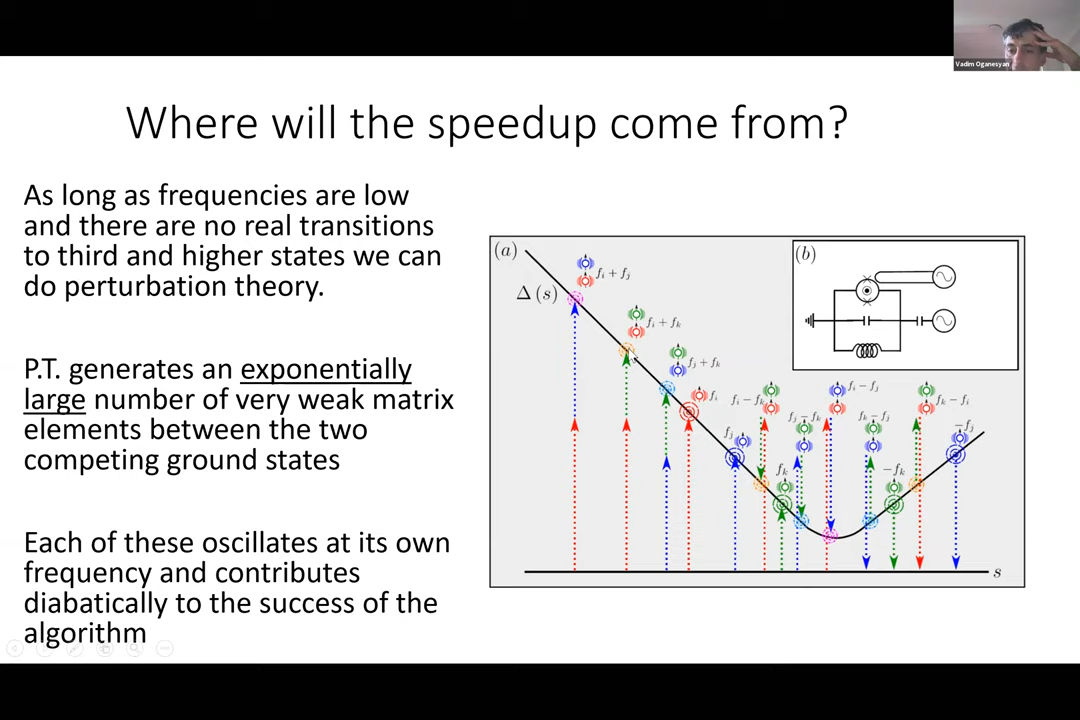 Vadim Oganesyan
Where will the speedup come from?
As long as frequencies are low
and there are no real transitions
to third and higher states we can
do perturbation theory.
P.T. generates an exponentially
large number of very weak matrix
elements between the two
competing ground states
Each of these oscillates at its own
frequency and contributes
diabatically to the success of the
algorithm
(a)
Δ (s)
f_i + f_j
f_i + f_k
f_j + f_k
f_i
f_j
f_i − f_k
f_k
f_j − f_k
f_i − f_j
f_k − f_j
−f_k
f_k − f_i
−f_j
s
(b)